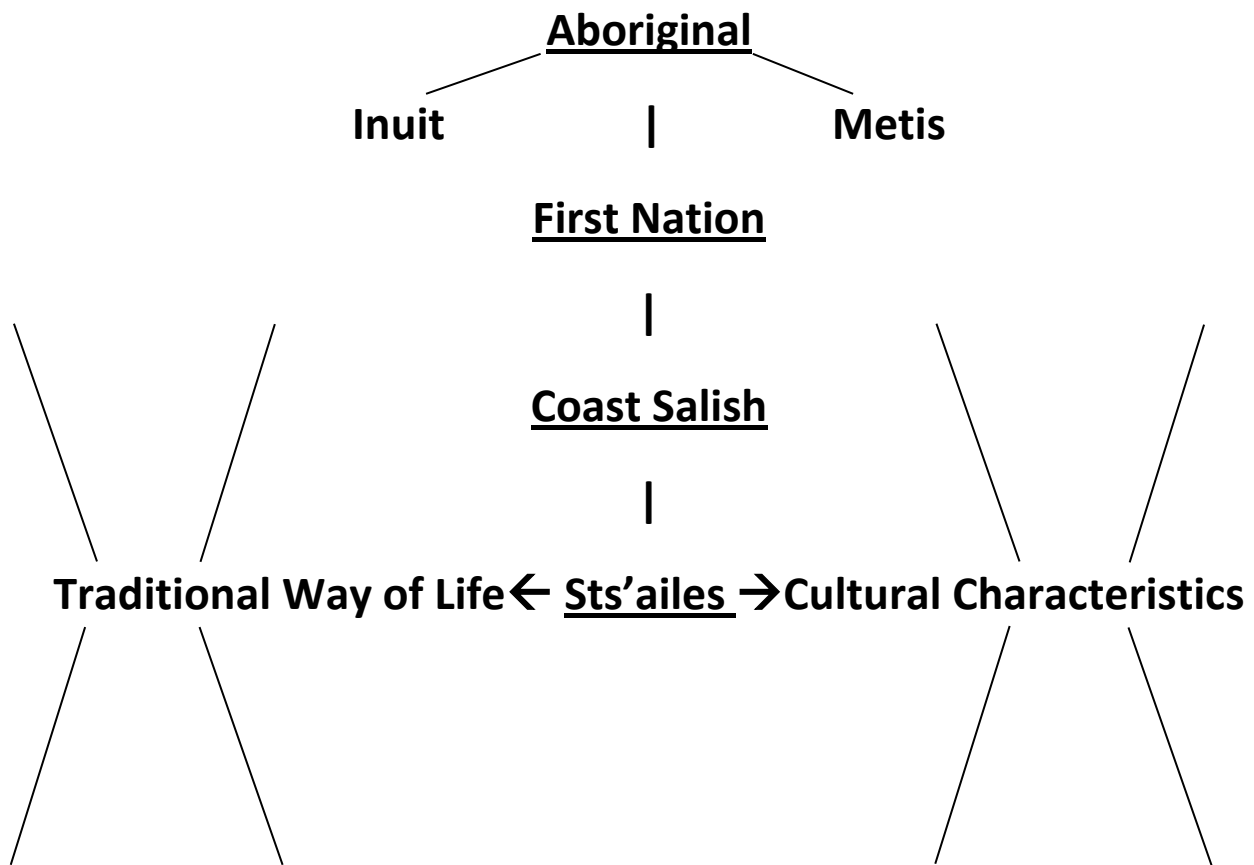 Aboriginal
Inuit | Metis
First Nation
|
Coast Salish
|
Traditional Way of Life← Sts'ailes →Cultural Characteristics